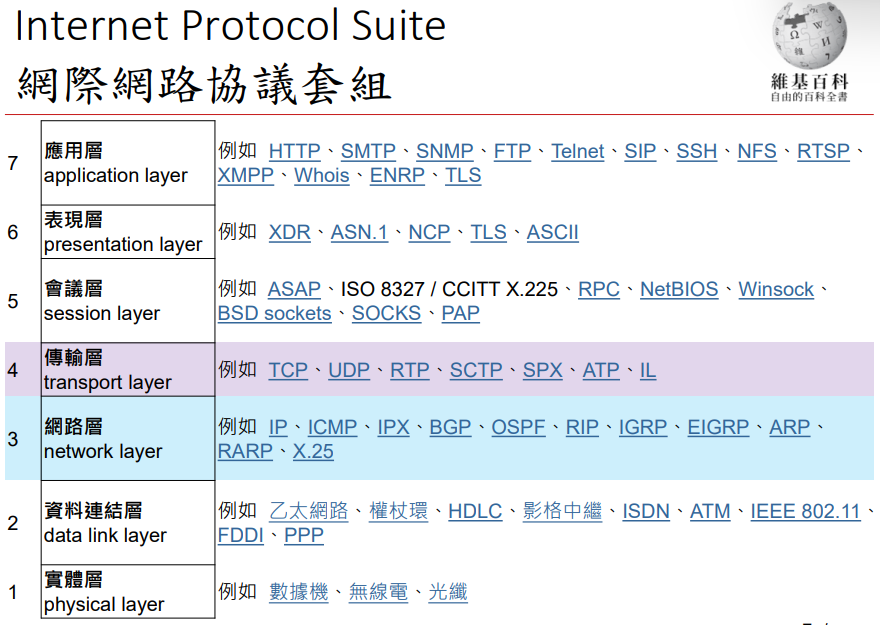 Internet Protocol Suite
網際網路協議套組
維基百科
自由的百科全書
7
應用層
application layer
例如 HTTP、SMTP、SNMP、FTP、Telnet、SIP、SSH、NFS、RTSP、
XMPP、Whois、ENRP、TLS
6
表現層
presentation layer
例如 XDR、ASN.1、NCP、TLS、ASCII
5
會議層
session layer
例如 ASAP、ISO 8327 / CCITT X.225、RPC、NetBIOS、Winsock、
BSD sockets、SOCKS、PAP
4
傳輸層
transport layer
例如 TCP、UDP、RTP、SCTP、SPX、ATP、IL
3
網路層
network layer
例如 IP、ICMP、IPX、BGP、OSPF、RIP、IGRP、EIGRP、ARP、
RARP、X.25
2
資料連結層
data link layer
例如 乙太網路、權杖環、HDLC、影格中繼、ISDN、ATM、IEEE 802.11、
FDDI、PPP
1
實體層
physical layer
例如 數據機、無線電、光纖